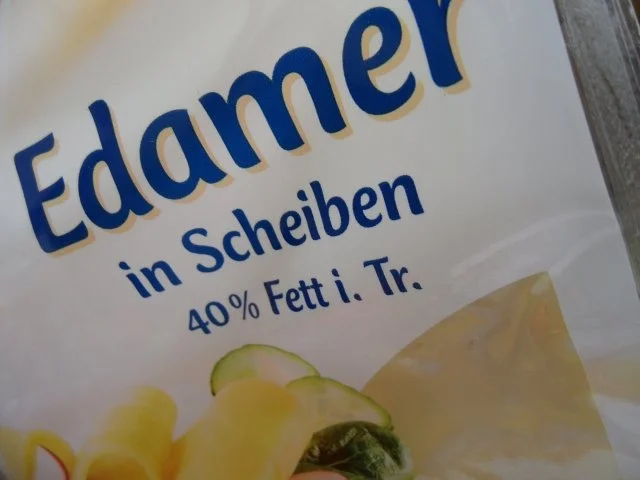 Edamer
in Scheiben
40% Fett i. Tr.